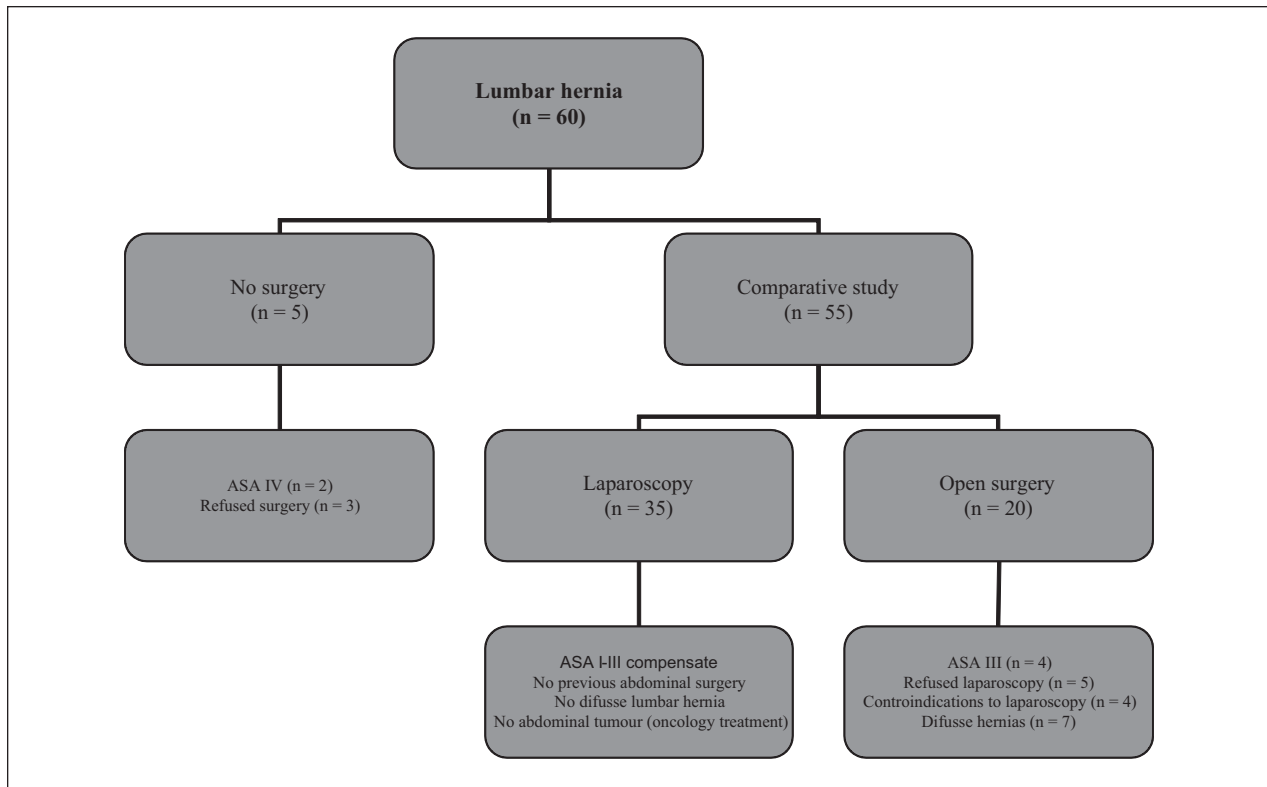 Lumbar hernia
(n = 60)
No surgery
(n = 5)
Comparative study
(n = 55)
ASA IV (n = 2)
Refused surgery (n = 3)
Laparoscopy
(n = 35)
Open surgery
(n = 20)
ASA I-III compensate
No previous abdominal surgery
No difusse lumbar hernia
No abdominal tumour (oncology treatment)
ASA III (n = 4)
Refused laparoscopy (n = 5)
Controindications to laparoscopy (n = 4)
Difusse hernias (n = 7)